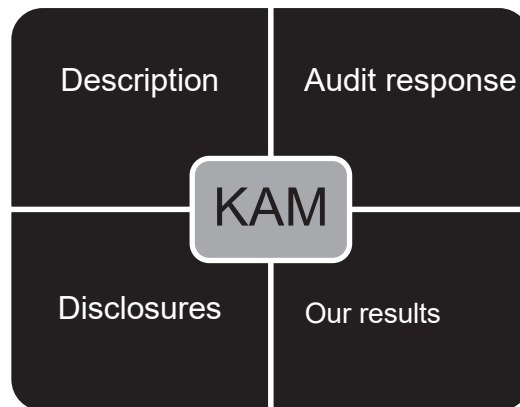 Description
Audit response
KAM
Disclosures
Our results